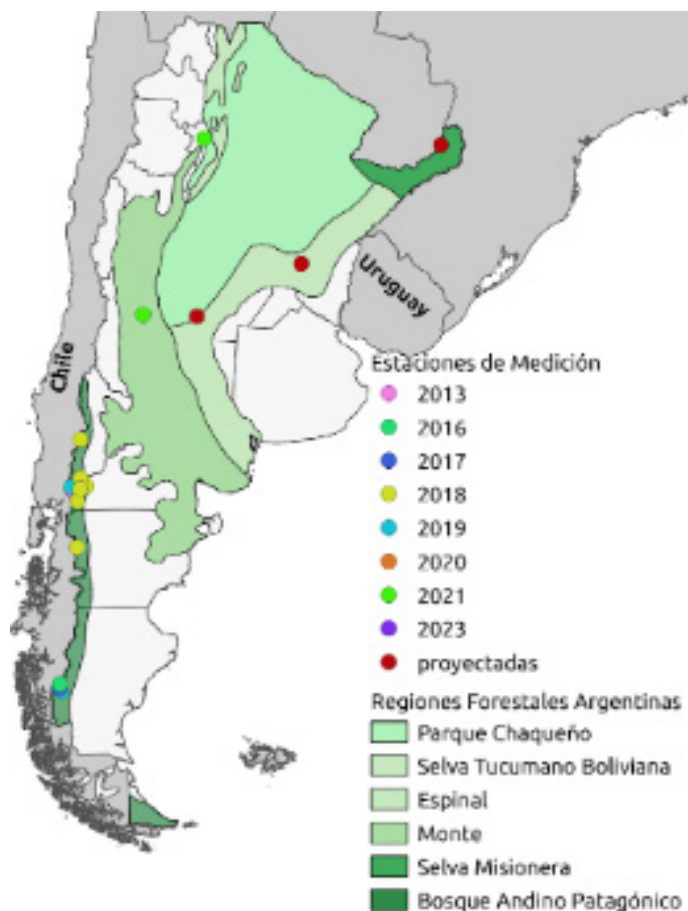 Uruguay
Chile
Estaciones de Medición
2013
2016
2017
2018
2019
2020
2021
2023
proyectadas
Regiones Forestales Argentinas
Parque Chaqueño
Selva Tucumano Boliviana
Espinal
Monte
Selva Misionera
Bosque Andino Patagónico